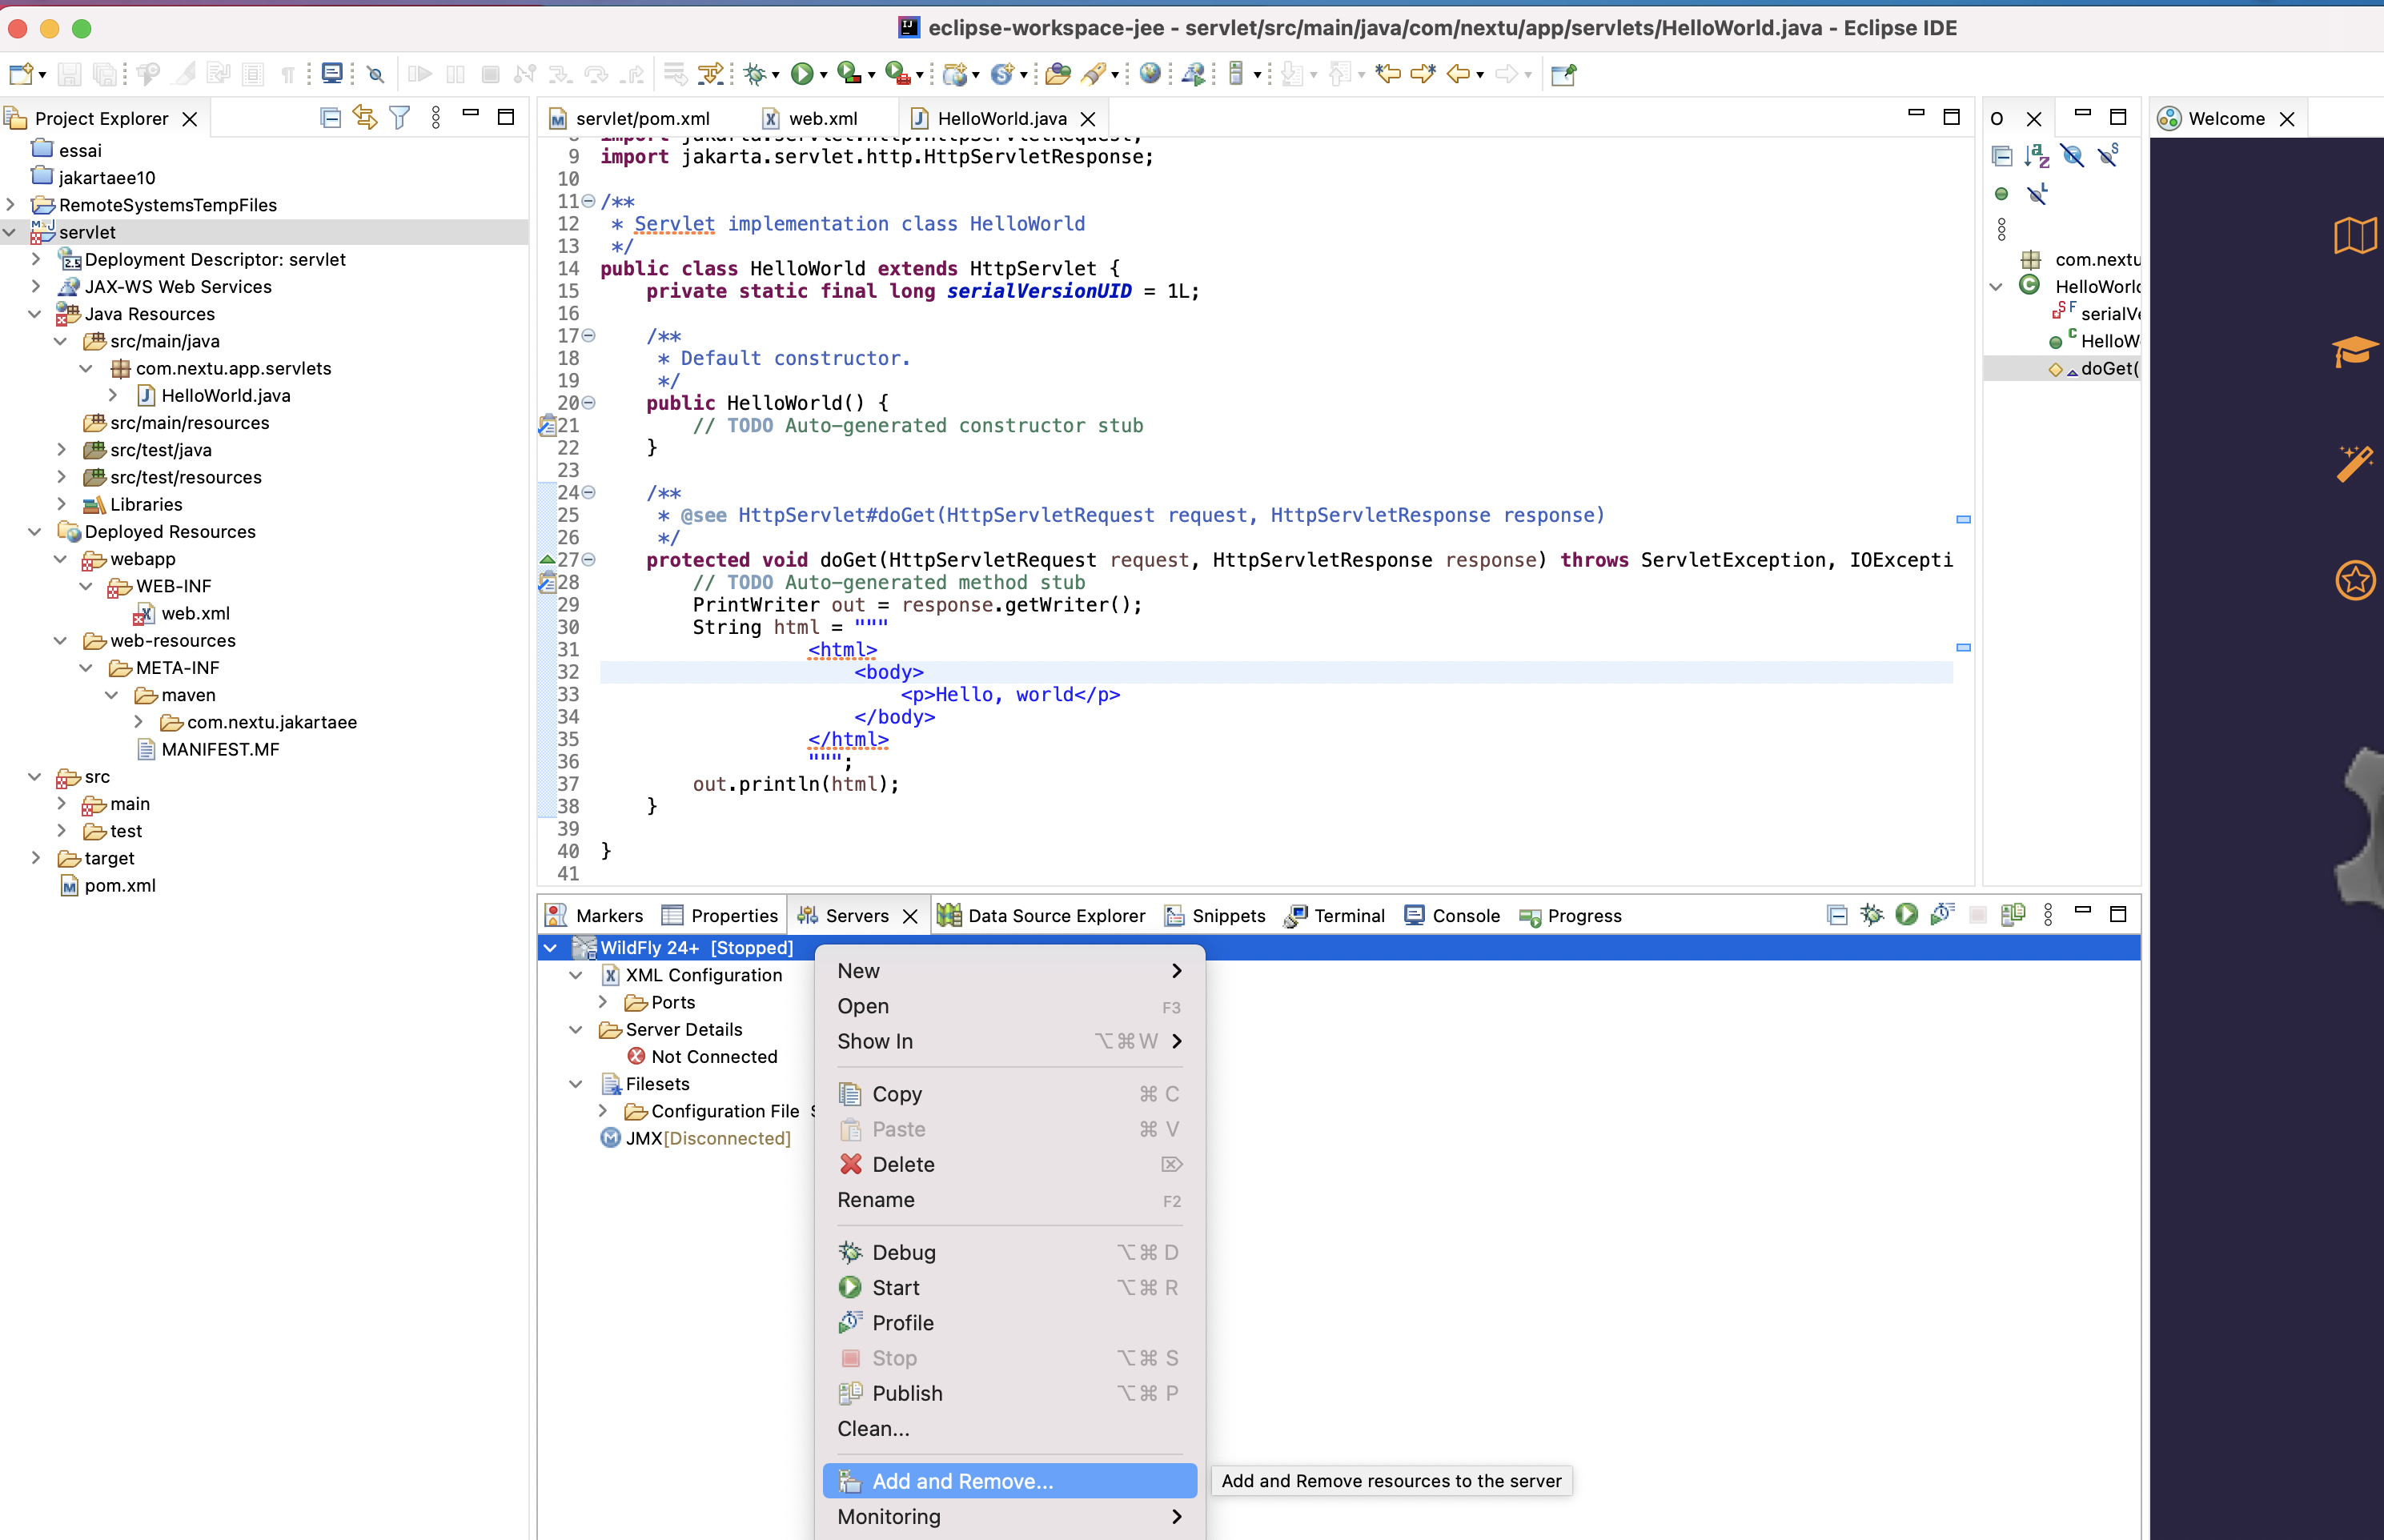 eclipse-workspace-jee - servlet/src/main/java/com/nextu/app/servlets/HelloWorld.java - Eclipse IDE
Project Explorer
essai
jakartaee10
RemoteSystemsTempFiles
servlet
Deployment Descriptor: servlet
JAX-WS Web Services
Java Resources
src/main/java
com.nextu.app.servlets
HelloWorld.java
src/main/resources
src/test/java
src/test/resources
Libraries
Deployed Resources
webapp
WEB-INF
web.xml
web-resources
META-INF
maven
com.nextu.jakartaee
MANIFEST.MF
src
main
test
target
pom.xml
servlet/pom.xml
web.xml
HelloWorld.java
8 import jakarta.servlet.http.HttpServletRequest;
9 import jakarta.servlet.http.HttpServletResponse;
10
11 /**
12 * Servlet implementation class HelloWorld
13 */
14 public class HelloWorld extends HttpServlet {
15 private static final long serialVersionUID = 1L;
16
17 /**
18 * Default constructor.
19 */
20 public HelloWorld() {
21 // TODO Auto-generated constructor stub
22 }
23
24 /**
25 * @see HttpServlet#doGet(HttpServletRequest request, HttpServletResponse response)
26 */
27 protected void doGet(HttpServletRequest request, HttpServletResponse response) throws ServletException, IOExcepti
28 // TODO Auto-generated method stub
29 PrintWriter out = response.getWriter();
30 String html = """
31 <html>
32 <body>
33 <p>Hello, world</p>
34 </body>
35 </html>
36 """;
37 out.println(html);
38 }
39
40 }
41
O
com.nextu
HelloWorld
serialVe
HelloW
doGet(
Welcome
Markers
Properties
Servers
Data Source Explorer
Snippets
Terminal
Console
Progress
WildFly 24+ [Stopped]
XML Configuration
Ports
Server Details
Not Connected
Filesets
Configuration File
JMX[Disconnected]
New
Open F3
Show In ⌥⌘W
Copy ⌘ C
Paste ⌘ V
Delete ⌦
Rename F2
Debug ⌥⌘ D
Start ⌥⌘ R
Profile
Stop ⌥⌘ S
Publish ⌥⌘ P
Clean...
Add and Remove...
Monitoring
Add and Remove resources to the server